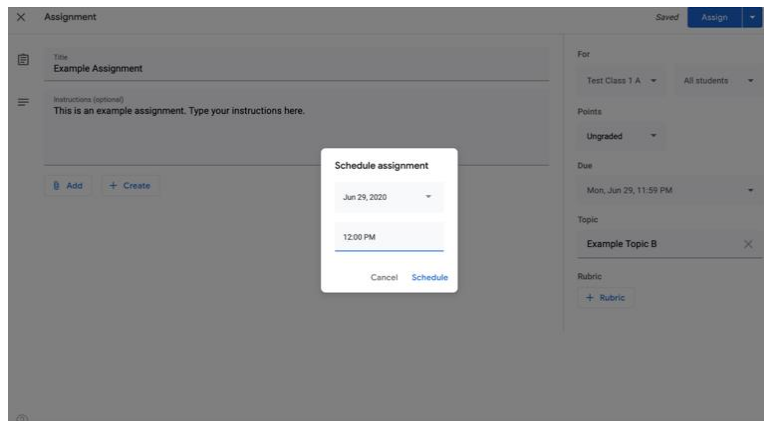 Assignment
Saved
Assign
Title
Example Assignment
Instructions (optional)
This is an example assignment. Type your instructions here.
Add
+ Create
For
Test Class 1 A
All students
Points
Ungraded
Due
Mon, Jun 29, 11:59 PM
Topic
Example Topic B
Rubric
+ Rubric
Schedule assignment
Jun 29, 2020
12:00 PM
Cancel
Schedule